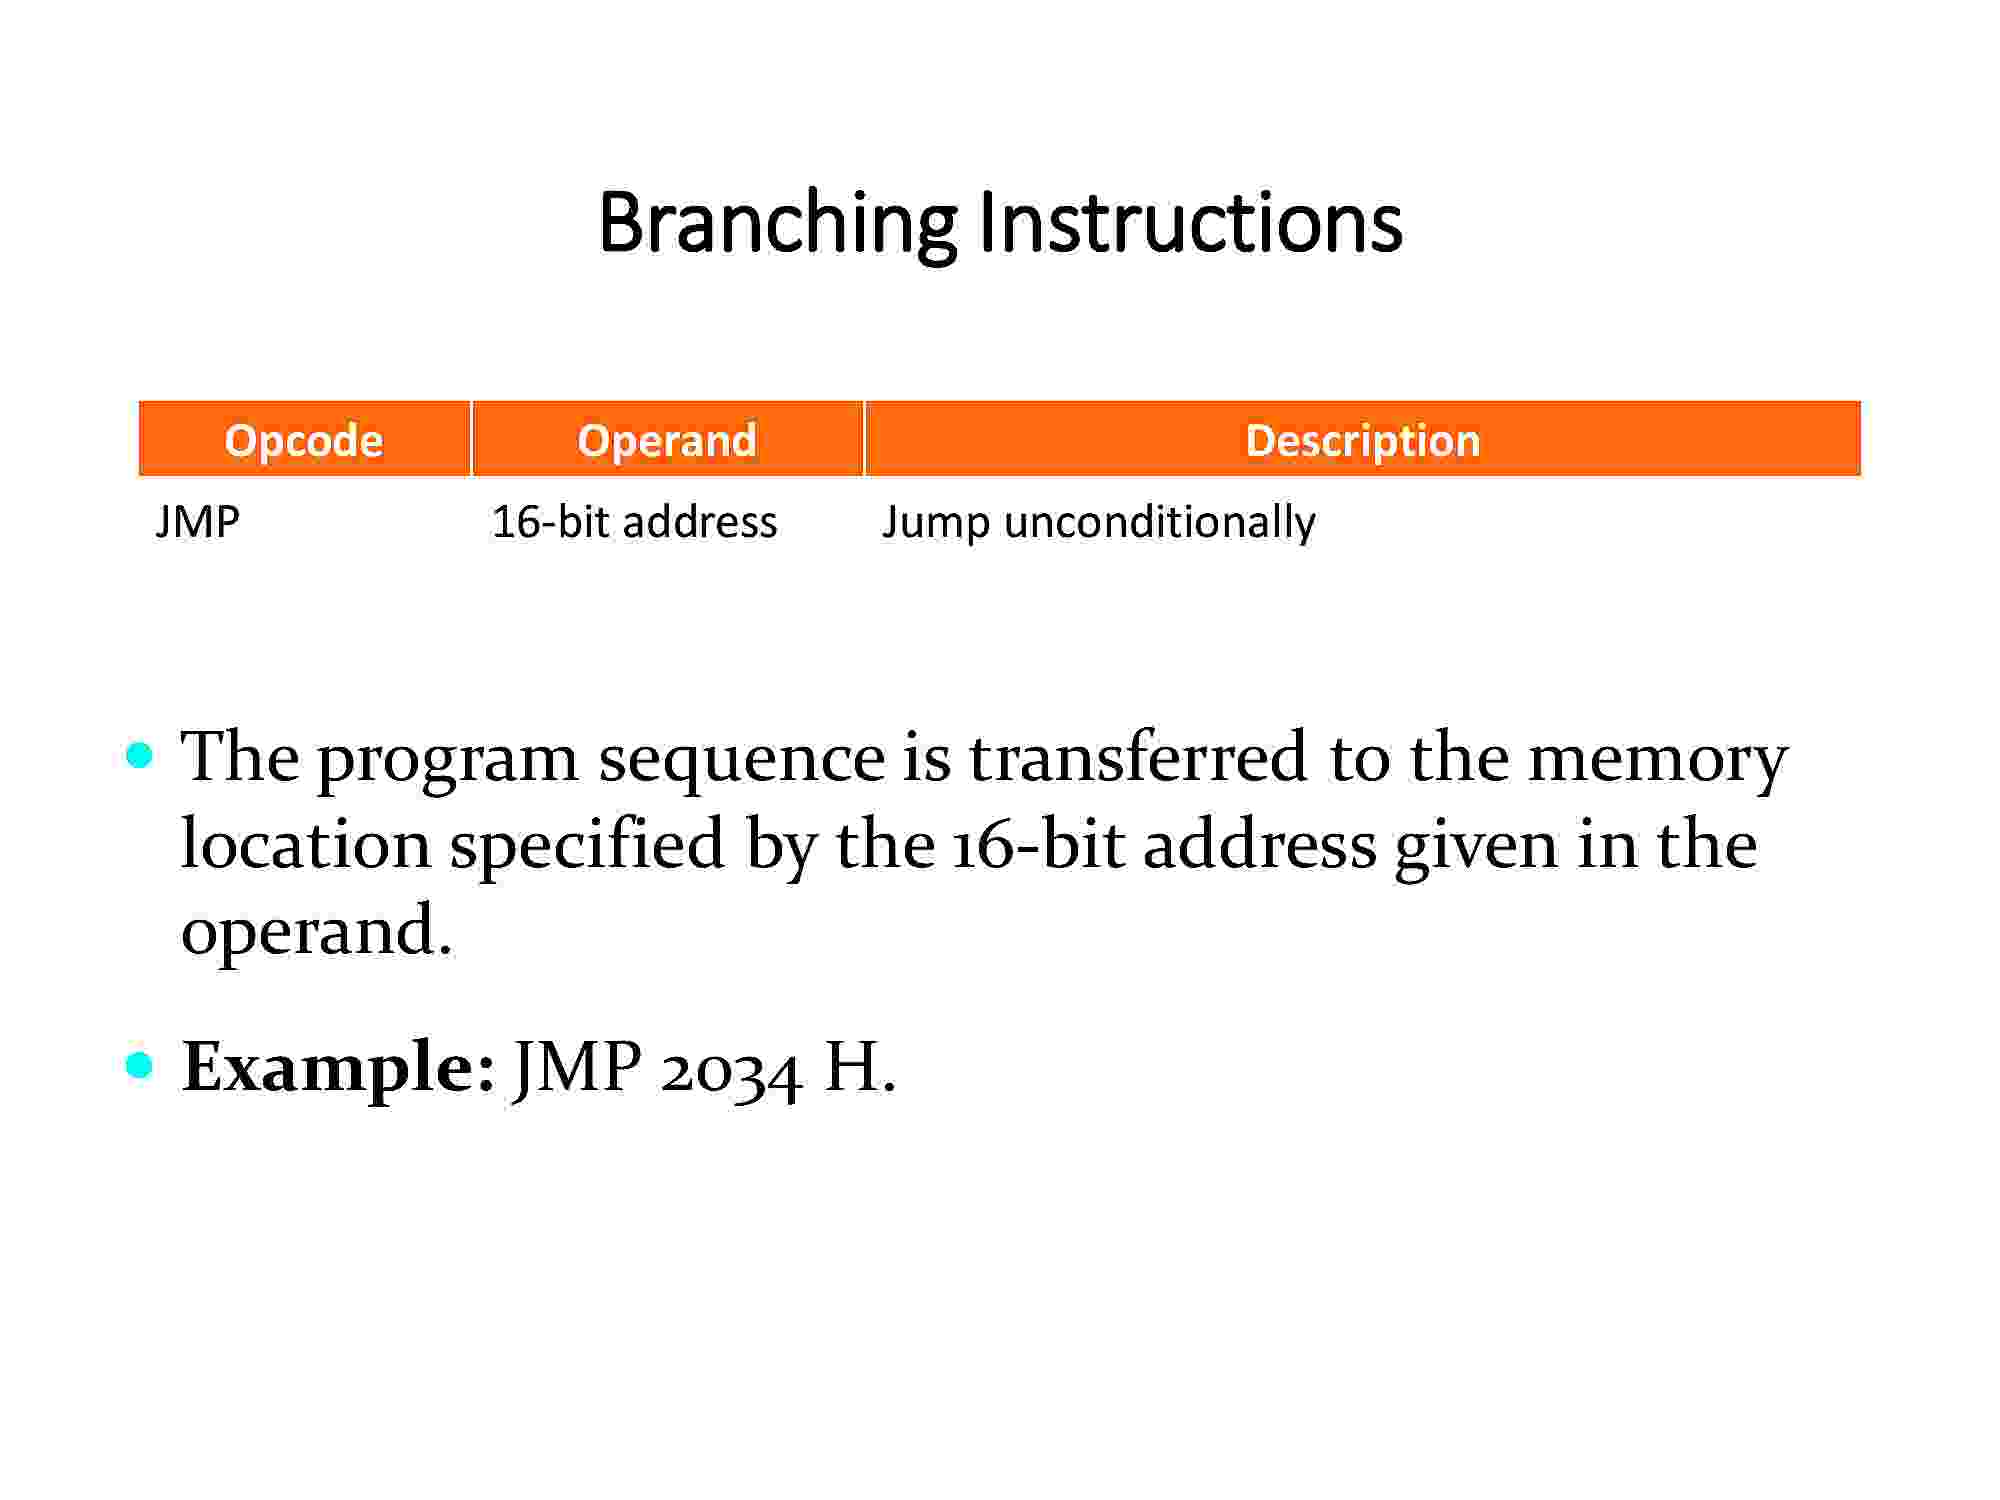 Branching Instructions
Opcode Operand Description
JMP 16-bit address Jump unconditionally
• The program sequence is transferred to the memory
location specified by the 16-bit address given in the
operand.
• Example: JMP 2034 H.